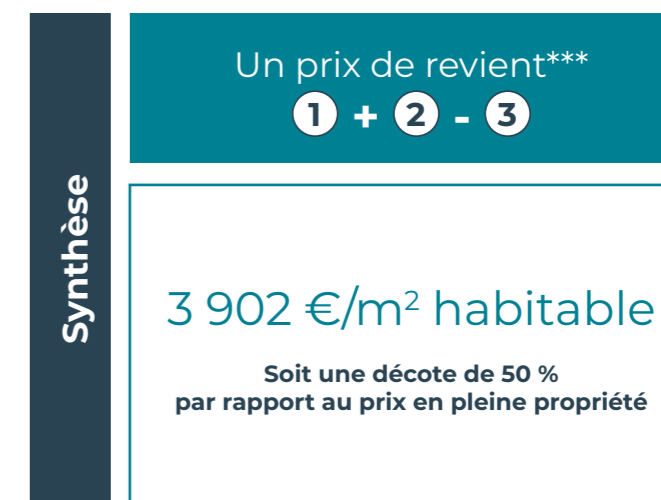 Synthèse
Un prix de revient***
1 + 2 - 3
3 902 €/m² habitable
Soit une décote de 50 %
par rapport au prix en pleine propriété